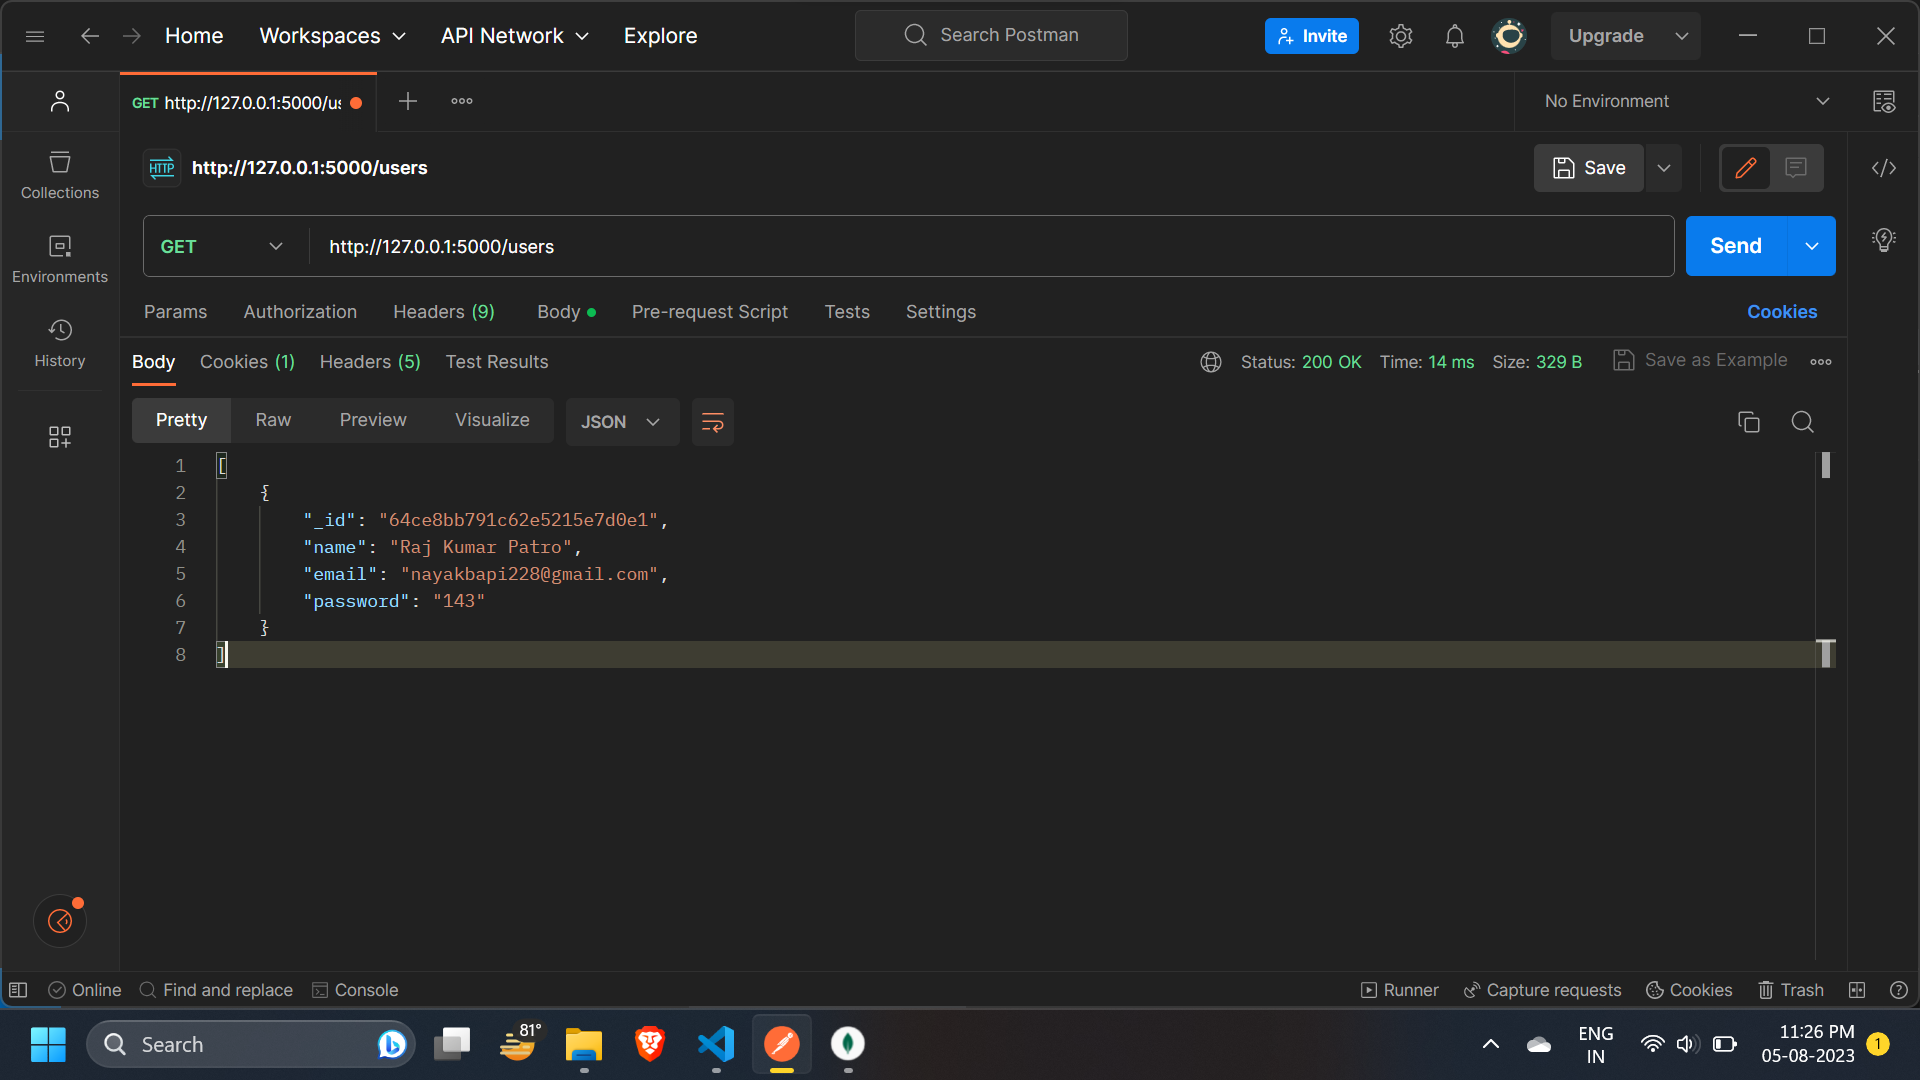 Home Workspaces API Network Explore Search Postman Invite Upgrade
GET http://127.0.0.1:5000/us No Environment
HTTP http://127.0.0.1:5000/users Save
Collections
GET http://127.0.0.1:5000/users Send
Environments
Params Authorization Headers (9) Body Pre-request Script Tests Settings Cookies
History
Body Cookies (1) Headers (5) Test Results Status: 200 OK Time: 14 ms Size: 329 B Save as Example
Pretty Raw Preview Visualize JSON
1 [
2 {
3 "_id": "64ce8bb791c62e5215e7d0e1",
4 "name": "Raj Kumar Patro",
5 "email": "nayakbapi228@gmail.com",
6 "password": "143"
7 }
8 ]
Online Find and replace Console Runner Capture requests Cookies Trash
Search 81° ENG 11:26 PM
IN 05-08-2023 1